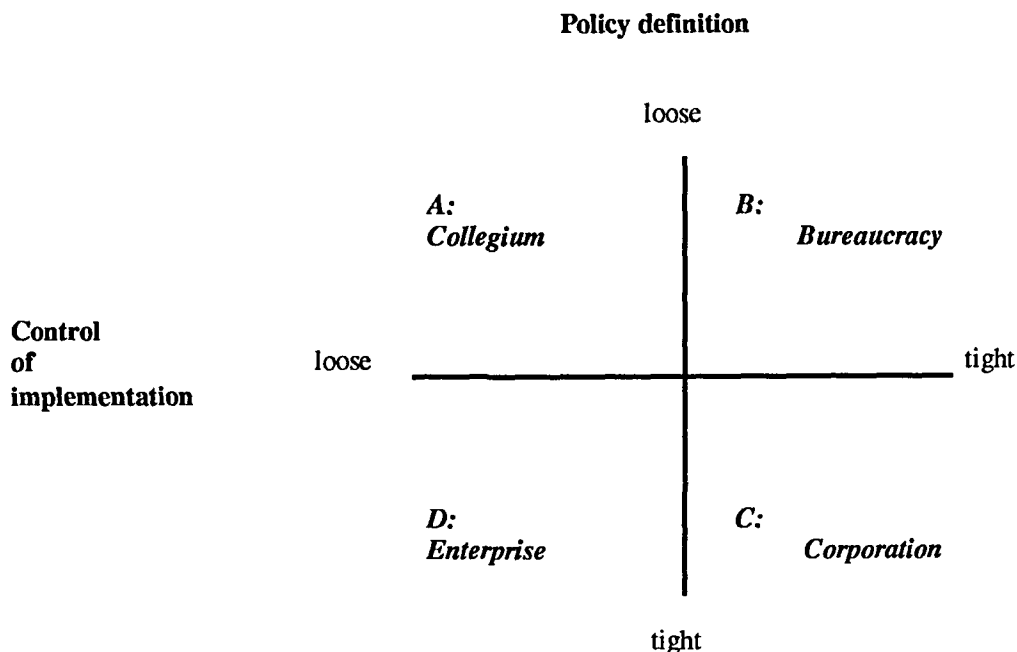 Policy definition
loose
A:
Collegium
B:
Bureaucracy
Control
of
implementation
loose
tight
D:
Enterprise
C:
Corporation
tight